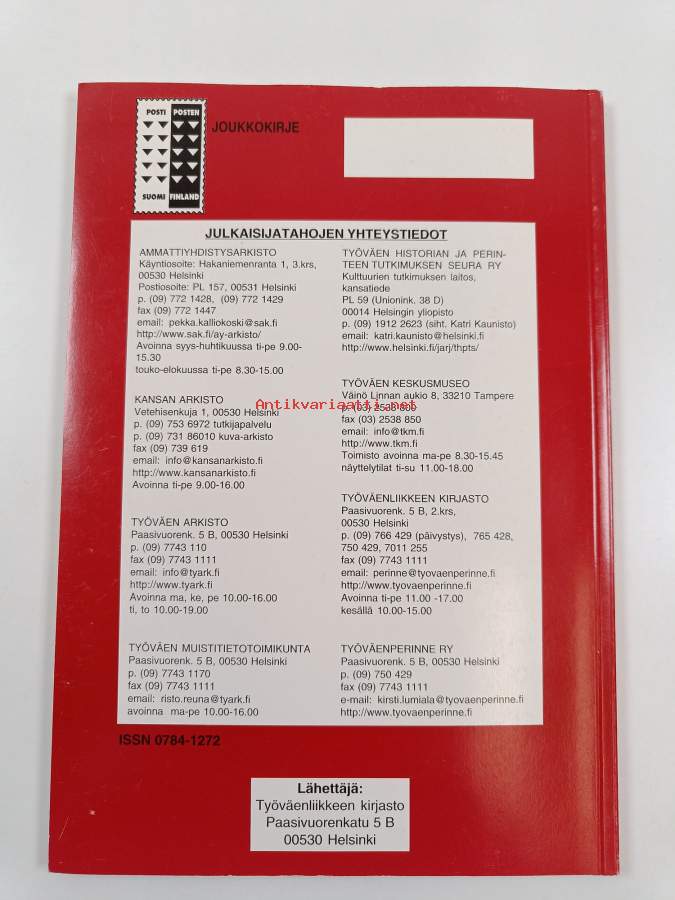 POSTI POSTEN
SUOMI FINLAND
JOUKKOKIRJE
JULKAISIJATAHOJEN YHTEYSTIEDOT
AMMATTIYHDISTYSARKISTO
Käyntiosoite: Hakaniemenranta 1, 3.krs,
00530 Helsinki
Postiosoite: PL 157, 00531 Helsinki
p. (09) 772 1428, (09) 772 1429
fax (09) 772 1447
email: pekka.kalliokoski@sak.fi
http://www.sak.fi/ay-arkisto/
Avoinna syys-huhtikuussa ti-pe 9.00-
15.30
touko-elokuussa ti-pe 8.30-15.00
KANSAN ARKISTO
Vetehisenkuja 1, 00530 Helsinki
p. (09) 753 6972 tutkijapalvelu
p. (09) 731 86010 kuva-arkisto
fax (09) 739 619
email: info@kansanarkisto.fi
http://www.kansanarkisto.fi
Avoinna ti-pe 9.00-16.00
TYÖVÄEN ARKISTO
Paasivuorenk. 5 B, 00530 Helsinki
p. (09) 7743 110
fax (09) 7743 1111
email: info@tyark.fi
http://www.tyark.fi
Avoinna ma, ke, pe 10.00-16.00
ti, to 10.00-19.00
TYÖVÄEN MUISTITIETOTOIMIKUNTA
Paasivuorenk. 5 B, 00530 Helsinki
p. (09) 7743 1170
fax (09) 7743 1111
email: risto.reuna@tyark.fi
avoinna ma-pe 10.00-16.00
TYÖVÄEN HISTORIAN JA PERIN-
TEEN TUTKIMUKSEN SEURA RY
Kulttuurien tutkimuksen laitos,
kansatiede
PL 59 (Unionink. 38 D)
00014 Helsingin yliopisto
p. (09) 1912 2623 (siht. Katri Kaunisto)
email: katri.kaunisto@helsinki.fi
http://www.helsinki.fi/jarj/thpts/
TYÖVÄEN KESKUSMUSEO
Väinö Linnan aukio 8, 33210 Tampere
p. (03) 2538 800
fax (03) 2538 850
email: info@tkm.fi
http://www.tkm.fi
Toimisto avoinna ma-pe 8.30-15.45
näyttelytilat ti-su 11.00-18.00
TYÖVÄENLIIKKEEN KIRJASTO
Paasivuorenk. 5 B, 2.krs,
00530 Helsinki
p. (09) 766 429 (päivystys), 765 428,
750 429, 7011 255
fax (09) 7743 1111
email: perinne@tyovaenperinne.fi
http://www.tyovaenperinne.fi
Avoinna ti-pe 11.00 -17.00
kesällä 10.00-15.00
TYÖVÄENPERINNE RY
Paasivuorenk. 5 B, 00530 Helsinki
p. (09) 750 429
fax (09) 7743 1111
e-mail: kirsti.lumiala@tyovaenperinne.fi
http://www.tyovaenperinne.fi
Antikvariaatti.net
ISSN 0784-1272
Lähettäjä:
Työväenliikkeen kirjasto
Paasivuorenkatu 5 B
00530 Helsinki